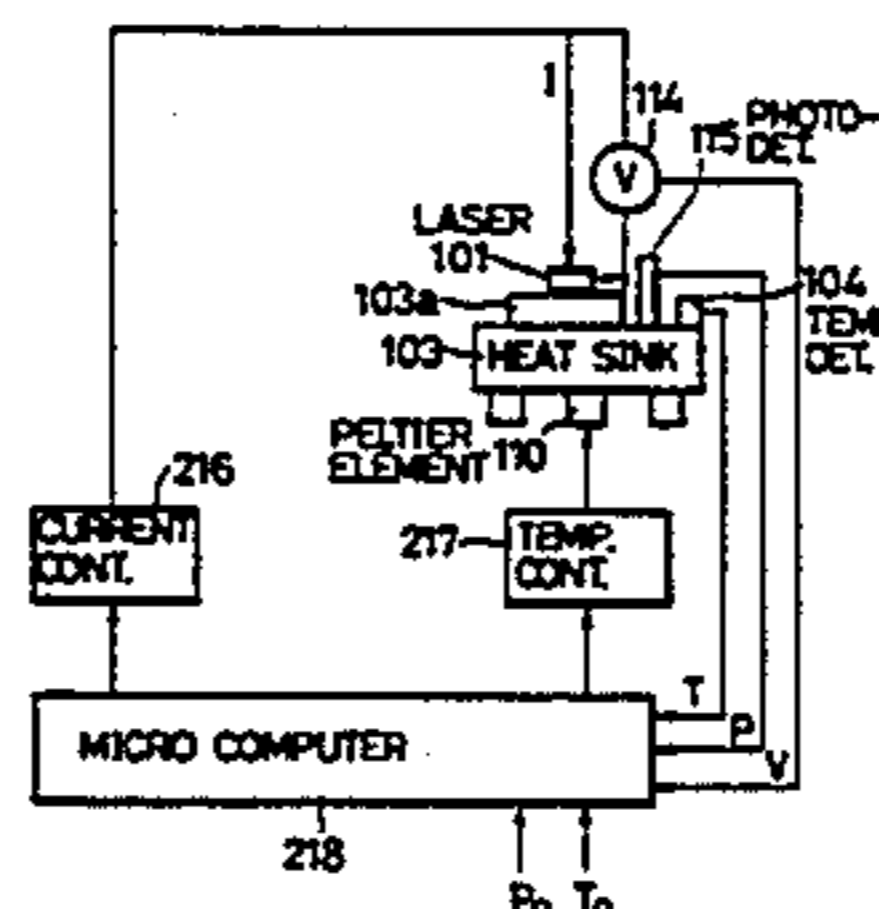 I
114
115 PHOTO-
DET.
V
LASER
101
103a
104
103
HEAT SINK
DET.
PELTIER
ELEMENT
110
216
CURRENT
CONT.
217
TEMP.
CONT.
T
P
V
MICRO COMPUTER
218